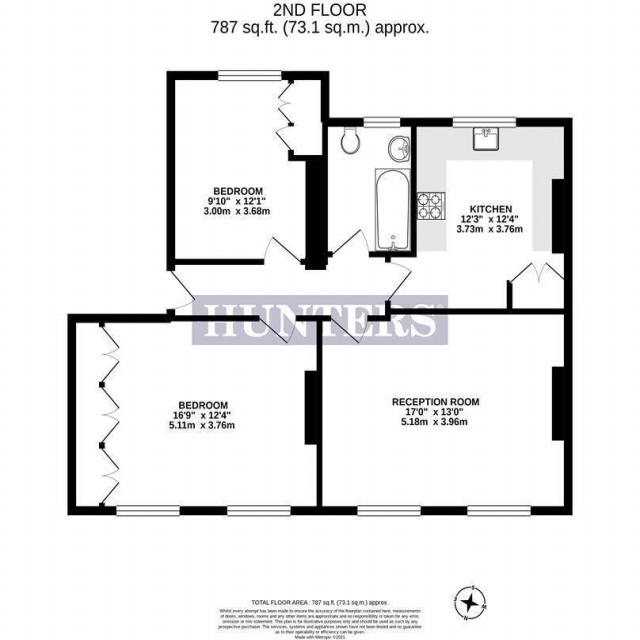 2ND FLOOR
787 sq.ft. (73.1 sq.m.) approx.
BEDROOM
9'10" x 12'1"
3.00m x 3.68m
KITCHEN
12'3" x 12'4"
3.73m x 3.76m
HUNTERS
BEDROOM
16'9" x 12'4"
5.11m x 3.76m
RECEPTION ROOM
17'0" x 13'0"
5.18m x 3.96m
TOTAL FLOOR AREA : 787 sq.ft. (73.1 sq.m.) approx.
Whilst every attempt has been made to ensure the accuracy of the floorplan contained here, measurements
of doors, windows, rooms and any other items are approximate and no responsibility is taken for any error,
omission or mis-statement. This plan is for illustrative purposes only and should be used as such by any
prospective purchaser. The services, systems and appliances shown have not been tested and no guarantee
as to their operability or efficiency can be given.
Made with Metropix ©2021
N